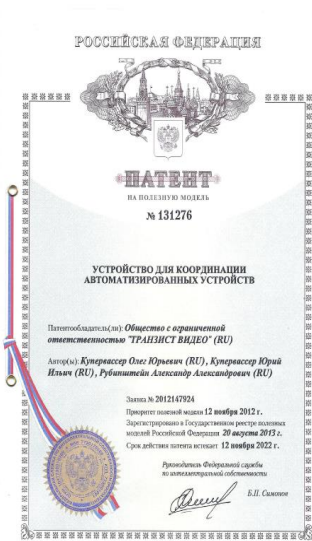 РОССИЙСКАЯ ФЕДЕРАЦИЯ
ПАТЕНТ
НА ПОЛЕЗНУЮ МОДЕЛЬ
№ 131276
УСТРОЙСТВО ДЛЯ КООРДИНАЦИИ
АВТОМАТИЗИРОВАННЫХ УСТРОЙСТВ
Патентообладатель(ли): Общество с ограниченной
ответственностью "ТРАНЗИСТ ВИДЕО" (RU)
Автор(ы): Купервассер Олег Юрьевич (RU), Купервассер Юрий
Ильич (RU), Рубинштейн Александр Александрович (RU)
Заявка № 2012147924
Приоритет полезной модели 12 ноября 2012 г.
Зарегистрировано в Государственном реестре полезных
моделей Российской Федерации 20 августа 2013 г.
Срок действия патента истекает 12 ноября 2022 г.
Руководитель Федеральной службы
по интеллектуальной собственности
Б.П. Симонов